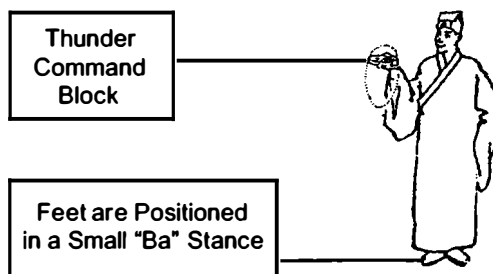 Thunder
Command
Block
Feet are Positioned
in a Small "Ba" Stance